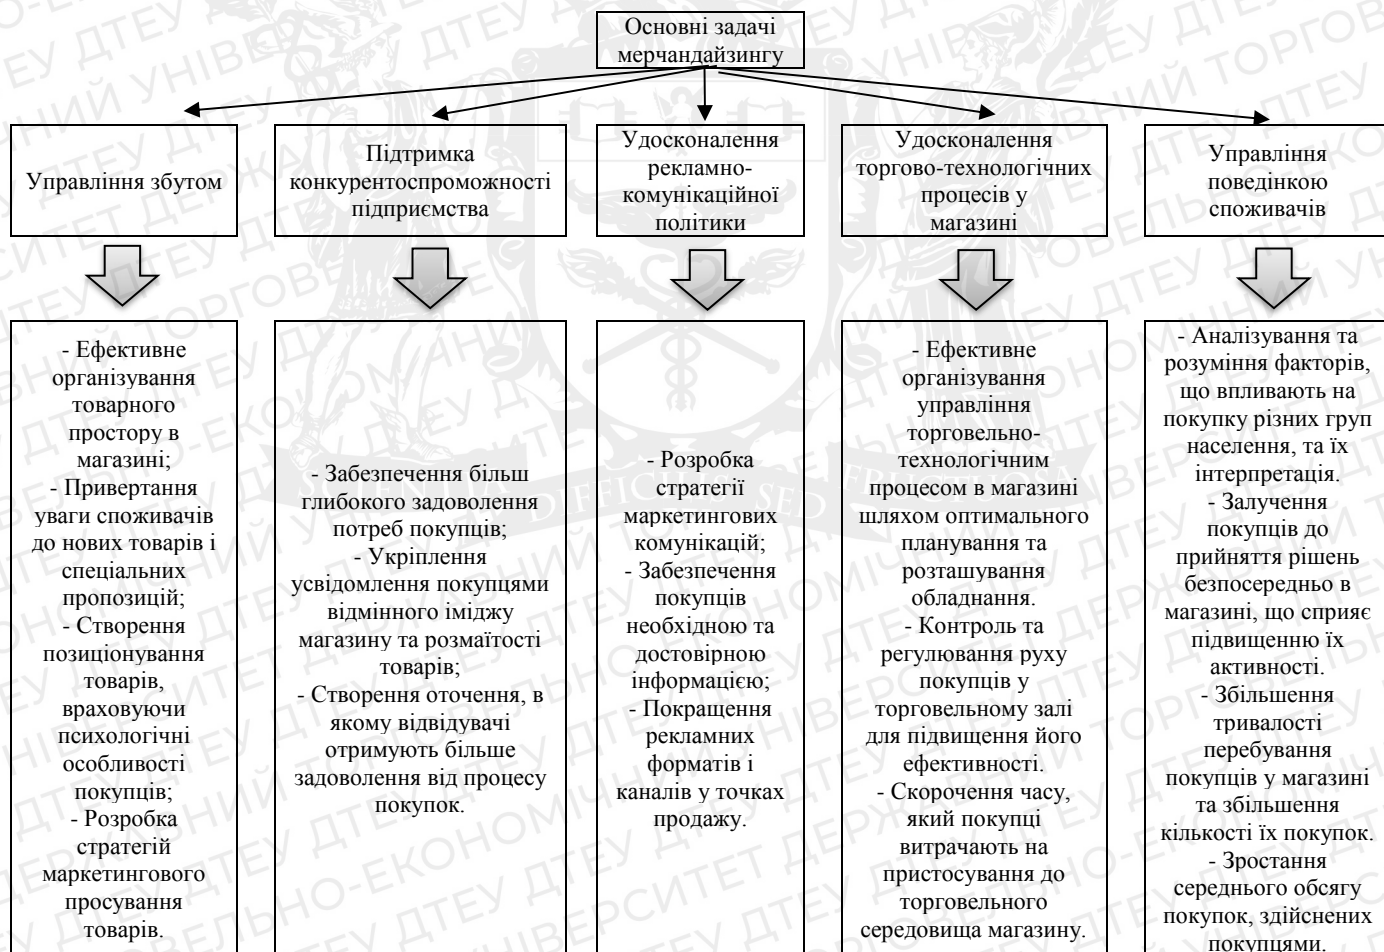 Основні задачі
мерчандайзингу
Управління збутом
Підтримка
конкурентоспроможності
підприємства
Удосконалення
рекламно-
комунікаційної
політики
Удосконалення
торгово-технологічних
процесів у
магазині
Управління
поведінкою
споживачів
- Ефективне
організування
товарного
простору в
магазині;
- Привертання
уваги споживачів
до нових товарів і
спеціальних
пропозицій;
- Створення
позиціонування
товарів,
враховуючи
психологічні
особливості
покупців;
- Розробка
стратегій
маркетингового
просування
товарів.
- Забезпечення більш
глибокого задоволення
потреб покупців;
- Укріплення
усвідомлення покупцями
відмінного іміджу
магазину та розмаїтості
товарів;
- Створення оточення, в
якому відвідувачі
отримують більше
задоволення від процесу
покупок.
- Розробка
стратегії
маркетингових
комунікацій;
- Забезпечення
покупців
необхідною та
достовірною
інформацією;
- Покращення
рекламних
форматів і
каналів у точках
продажу.
- Ефективне
організування
управління
торговельно-
технологічним
процесом в магазині
шляхом оптимального
планування та
розташування
обладнання.
- Контроль та
регулювання руху
покупців у
торговельному залі
для підвищення його
ефективності.
- Скорочення часу,
який покупці
витрачають на
пристосування до
торговельного
середовища магазину.
- Аналізування та
розуміння факторів,
що впливають на
покупку різних груп
населення, та їх
інтерпретація.
- Залучення
покупців до
прийняття рішень
безпосередньо в
магазині, що сприяє
підвищенню їх
активності.
- Збільшення
тривалості
перебування
покупців у магазині
та збільшення
кількості їх покупок.
- Зростання
середнього обсягу
покупок, здійснених
покупцями.